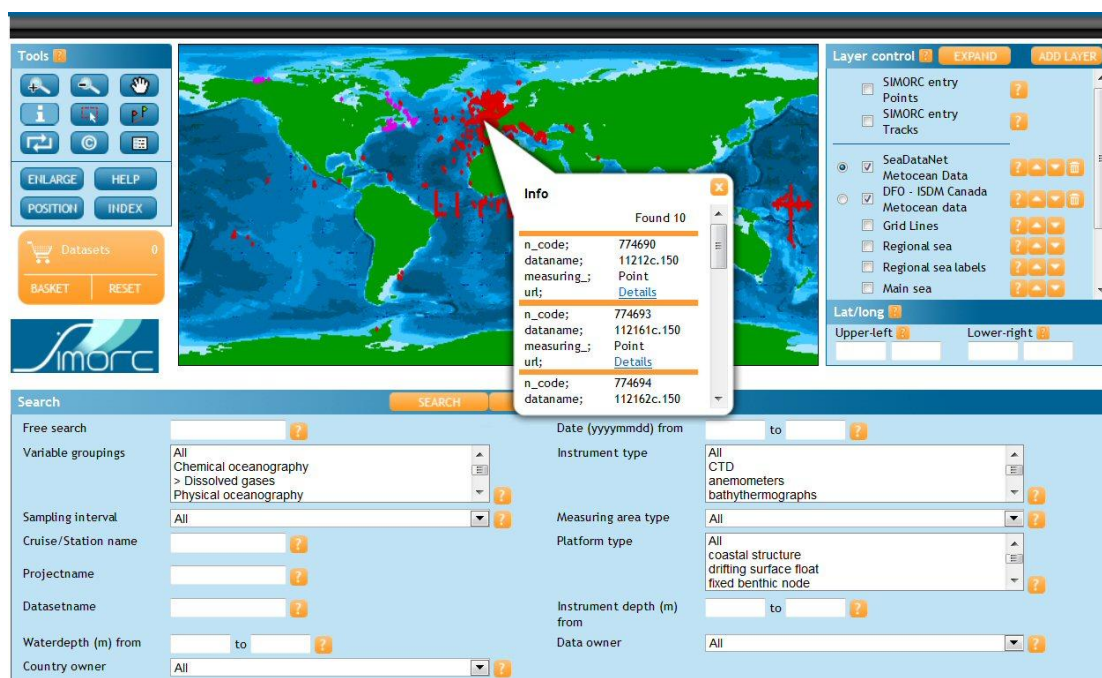 Tools ?
ENLARGE HELP
POSITION INDEX
Datasets 0
BASKET RESET
Simorc
Info
Found 10
n_code; 774690
dataname; 11212c.150
measuring_; Point
url; Details
n_code; 774693
dataname; 112161c.150
measuring_; Point
url; Details
n_code; 774694
dataname; 112162c.150
Layer control ? EXPAND ADD LAYER
SIMORC entry Points ?
SIMORC entry Tracks ?
SeaDataNet Metocean Data ?
DFO - ISDM Canada Metocean data ?
Grid Lines ?
Regional sea ?
Regional sea labels ?
Main sea ?
Lat/long ?
Upper-left ? Lower-right ?
Search SEARCH
Free search ?
Variable groupings
All
Chemical oceanography
> Dissolved gases
Physical oceanography ?
Sampling interval All ?
Cruise/Station name ?
Projectname ?
Datasetname ?
Waterdepth (m) from to ?
Country owner All ?
Date (yyyymmdd) from to ?
Instrument type
All
CTD
anemometers
bathythermographs ?
Measuring area type All ?
Platform type
All
coastal structure
drifting surface float
fixed benthic node ?
Instrument depth (m) from to ?
Data owner All ?